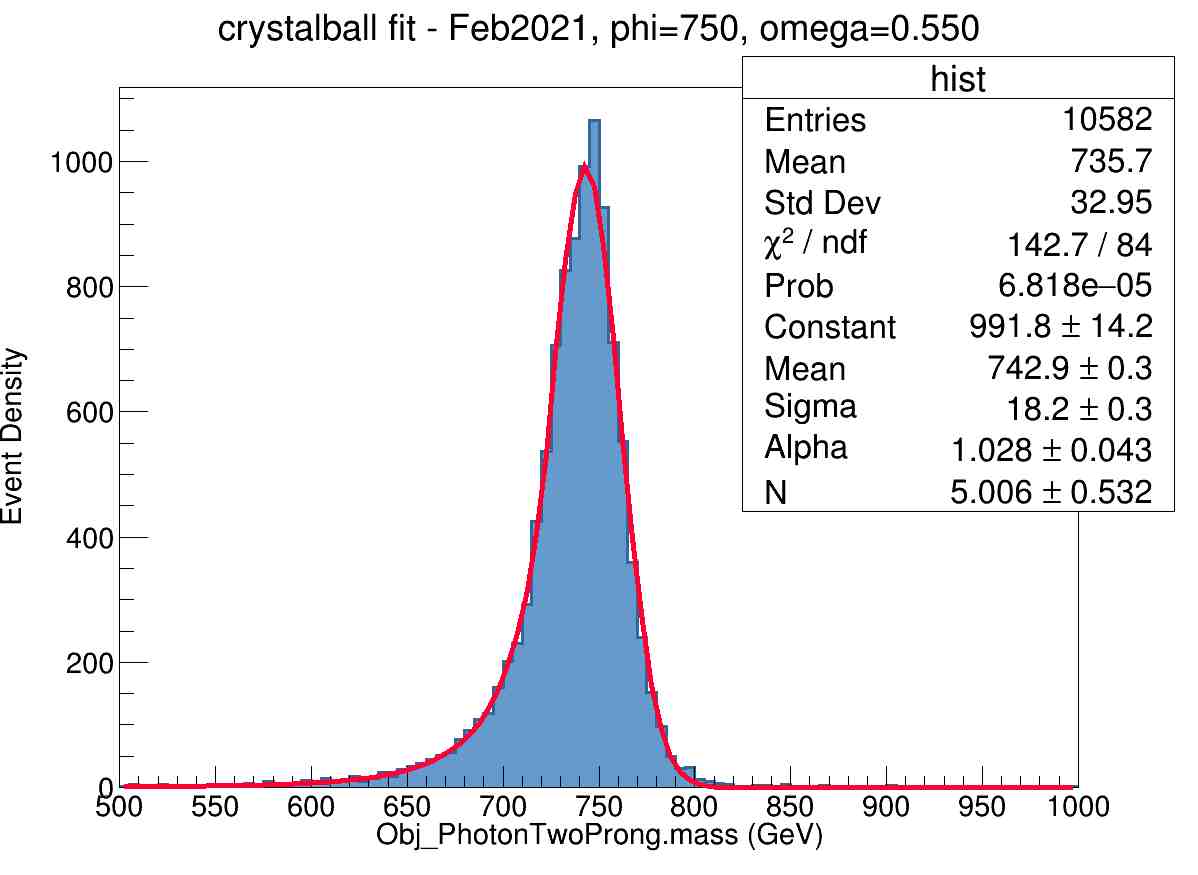 crystalball fit - Feb2021, phi=750, omega=0.550
hist
Entries 10582
Mean 735.7
Std Dev 32.95
χ² / ndf 142.7 / 84
Prob 6.818e−05
Constant 991.8 ± 14.2
Mean 742.9 ± 0.3
Sigma 18.2 ± 0.3
Alpha 1.028 ± 0.043
N 5.006 ± 0.532
Event Density
1000
800
600
400
200
0
500 550 600 650 700 750 800 850 900 950 1000
Obj_PhotonTwoProng.mass (GeV)